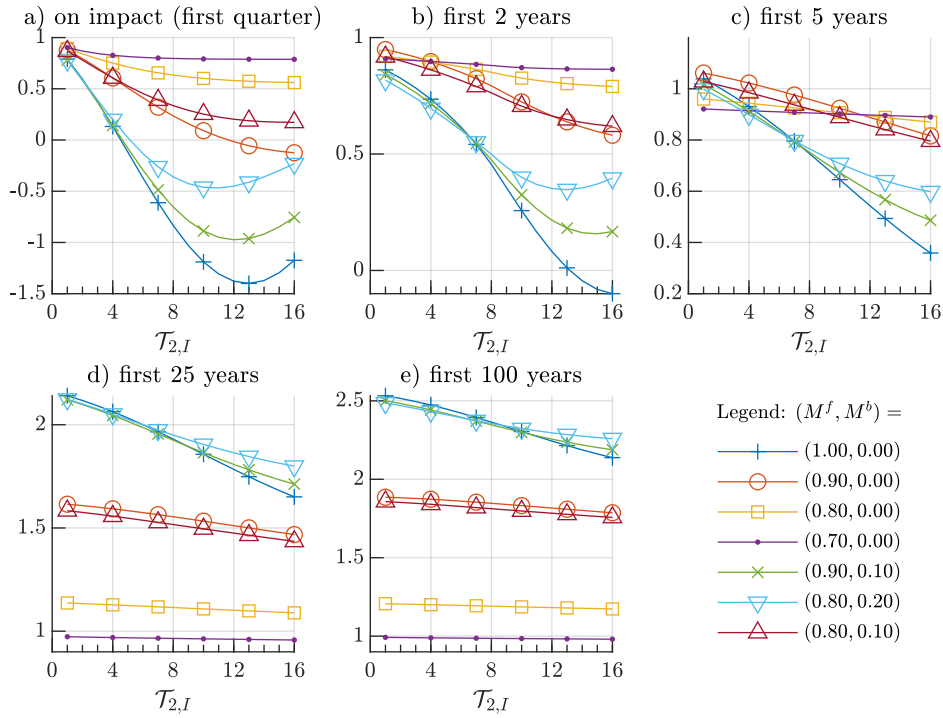 a) on impact (first quarter)
1
0.5
0
-0.5
-1
-1.5
0 4 8 12 16
𝒯2,I
b) first 2 years
1
0.5
0
0 4 8 12 16
𝒯2,I
c) first 5 years
1
0.8
0.6
0.4
0.2
0 4 8 12 16
𝒯2,I
d) first 25 years
2
1.5
1
0 4 8 12 16
𝒯2,I
e) first 100 years
2.5
2
1.5
1
0 4 8 12 16
𝒯2,I
Legend: (M^f, M^b) =
(1.00, 0.00)
(0.90, 0.00)
(0.80, 0.00)
(0.70, 0.00)
(0.90, 0.10)
(0.80, 0.20)
(0.80, 0.10)